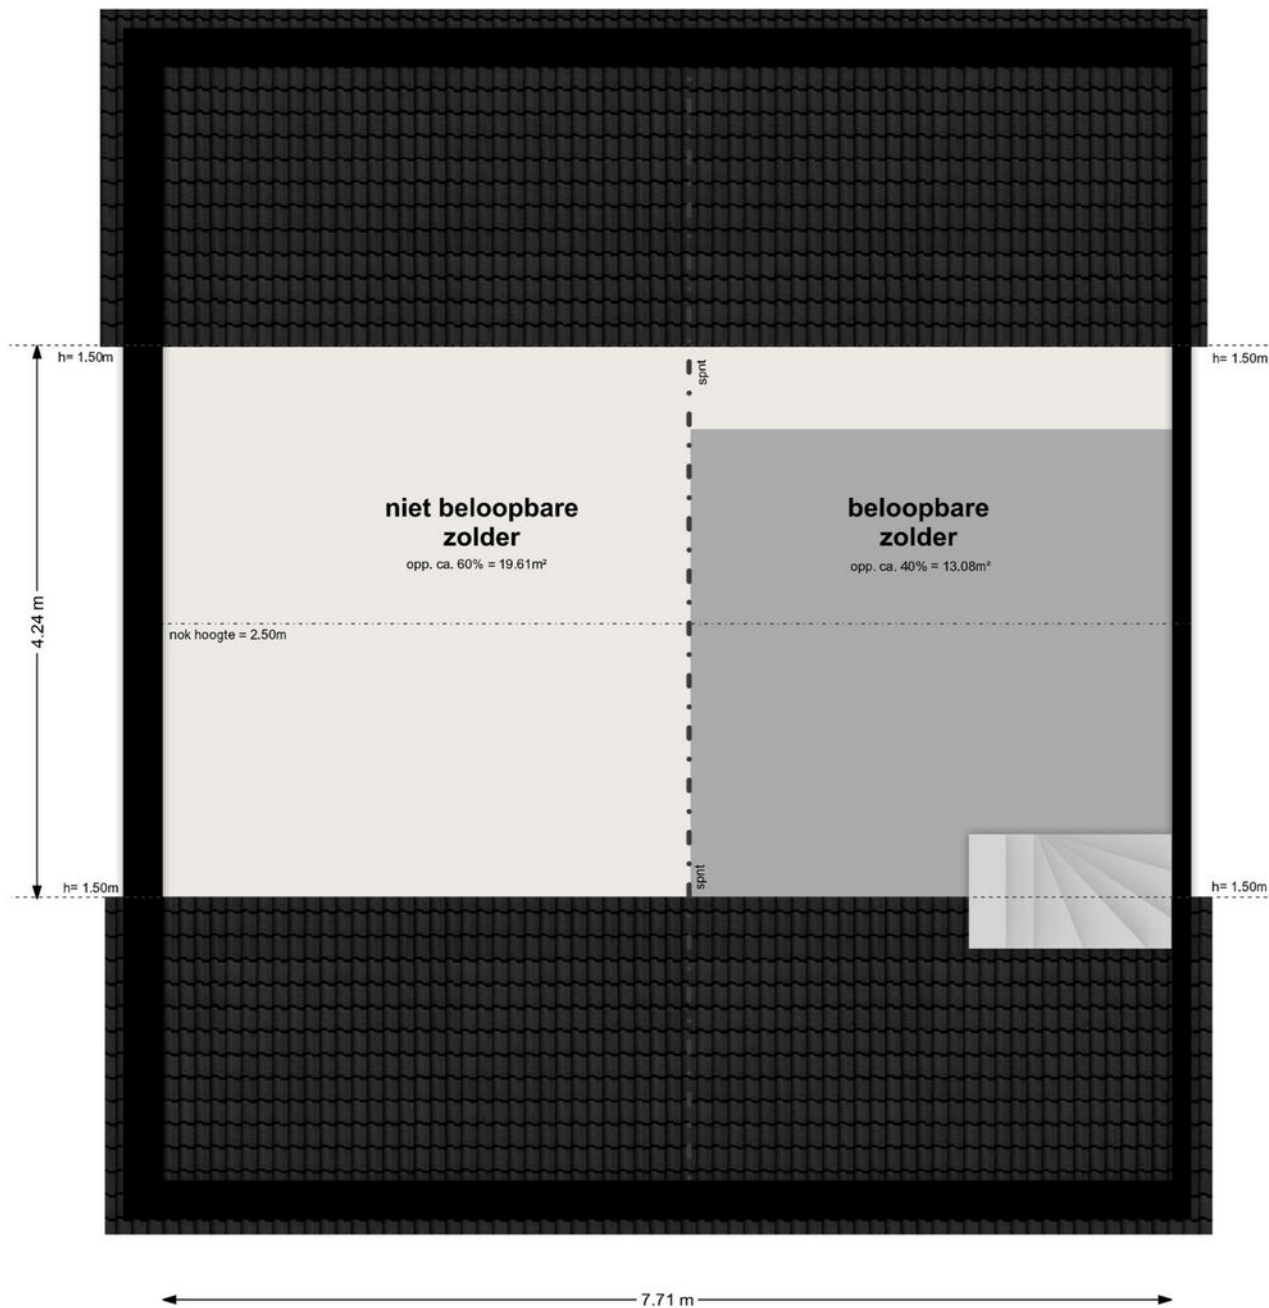 h= 1.50m
h= 1.50m
spnt
niet beloopbare
zolder
opp. ca. 60% = 19.61m²
beloopbare
zolder
opp. ca. 40% = 13.08m²
4.24 m
nok hoogte = 2.50m
spnt
h= 1.50m
h= 1.50m
7.71 m